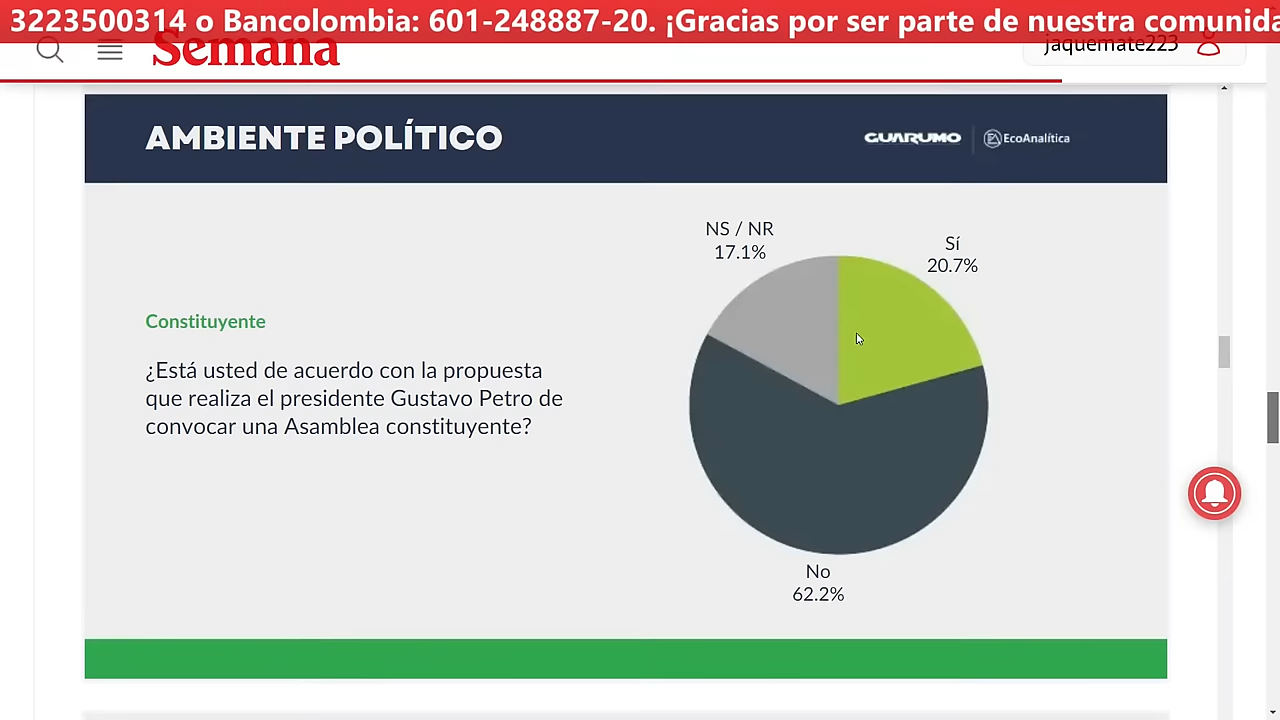 3223500314 o Bancolombia: 601-248887-20. ¡Gracias por ser parte de nuestra comunida
Semana
jaquemate223
AMBIENTE POLÍTICO
GUARUMO
EcoAnalítica
NS / NR
17.1%
Sí
20.7%
Constituyente
¿Está usted de acuerdo con la propuesta
que realiza el presidente Gustavo Petro de
convocar una Asamblea constituyente?
No
62.2%